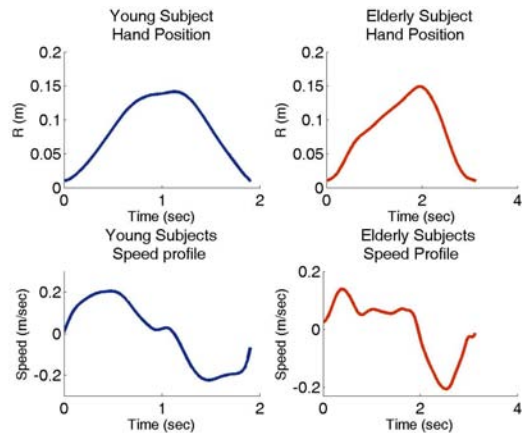 Young Subject
Hand Position
0.2
0.15
0.1
0.05
0
R (m)
0
1
2
Time (sec)
Elderly Subject
Hand Position
0.2
0.15
0.1
0.05
0
R (m)
0
2
4
Time (sec)
Young Subjects
Speed profile
0.2
0
-0.2
Speed (m/sec)
0
1
2
Time (sec)
Elderly Subjects
Speed Profile
0.2
0
-0.2
Speed (m/sec)
0
2
4
Time (sec)